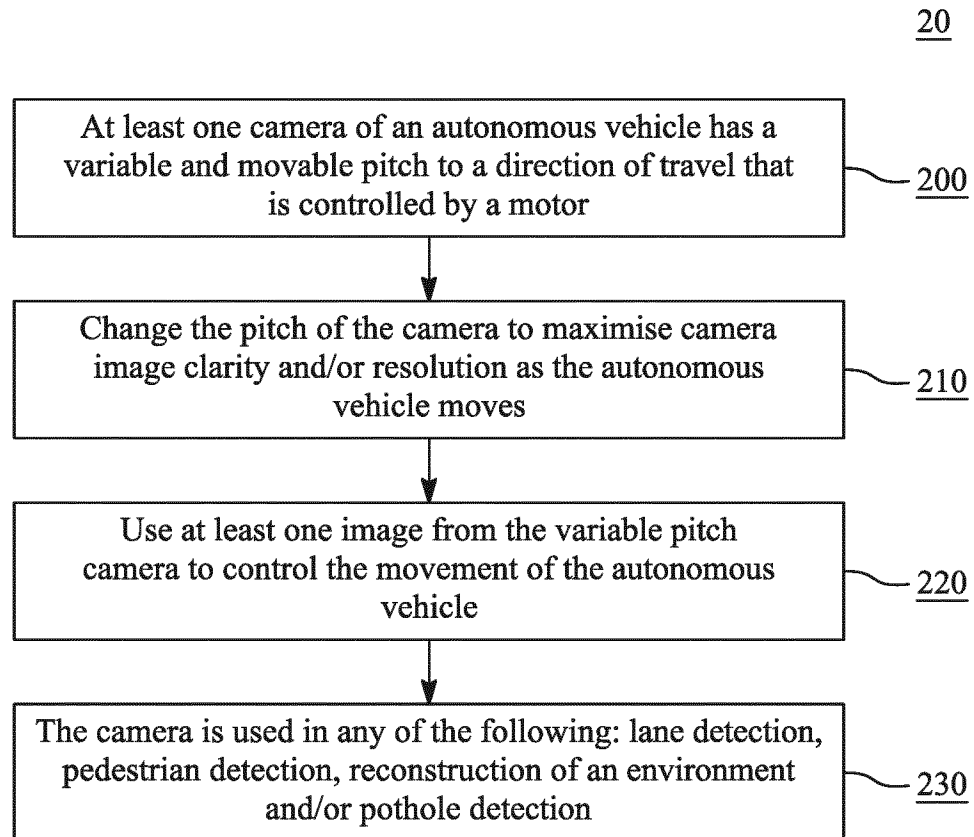 20
At least one camera of an autonomous vehicle has a
variable and movable pitch to a direction of travel that
is controlled by a motor
200
Change the pitch of the camera to maximise camera
image clarity and/or resolution as the autonomous
vehicle moves
210
Use at least one image from the variable pitch
camera to control the movement of the autonomous
vehicle
220
The camera is used in any of the following: lane detection,
pedestrian detection, reconstruction of an environment
and/or pothole detection
230